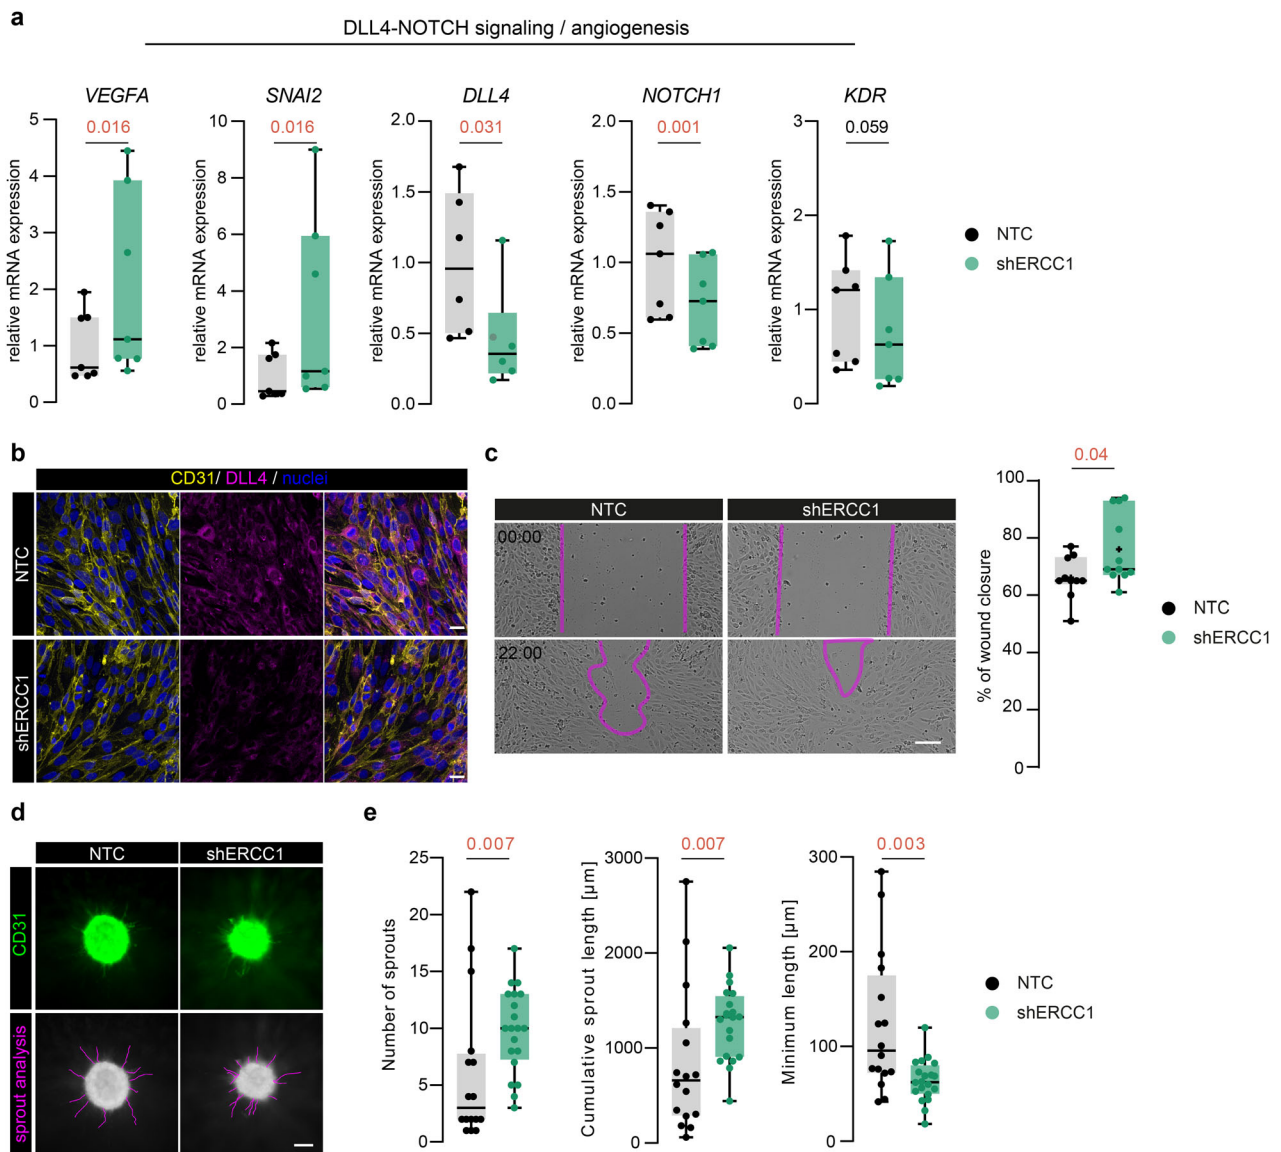 a
DLL4-NOTCH signaling / angiogenesis
VEGFA
SNAI2
DLL4
NOTCH1
KDR
0.016
0.016
0.031
0.001
0.059
relative mRNA expression
5
4
3
2
1
0
relative mRNA expression
10
8
6
4
2
0
relative mRNA expression
2.0
1.5
1.0
0.5
0.0
relative mRNA expression
2.0
1.5
1.0
0.5
0.0
relative mRNA expression
3
2
1
0
NTC
shERCC1
b
CD31/ DLL4 / nuclei
NTC
shERCC1
c
NTC
shERCC1
00:00
22:00
0.04
% of wound closure
100
80
60
40
20
0
NTC
shERCC1
d
NTC
shERCC1
CD31
sprout analysis
e
0.007
Number of sprouts
25
20
15
10
5
0
0.007
Cumulative sprout length [µm]
3000
2000
1000
0
0.003
Minimum length [µm]
300
200
100
0
NTC
shERCC1